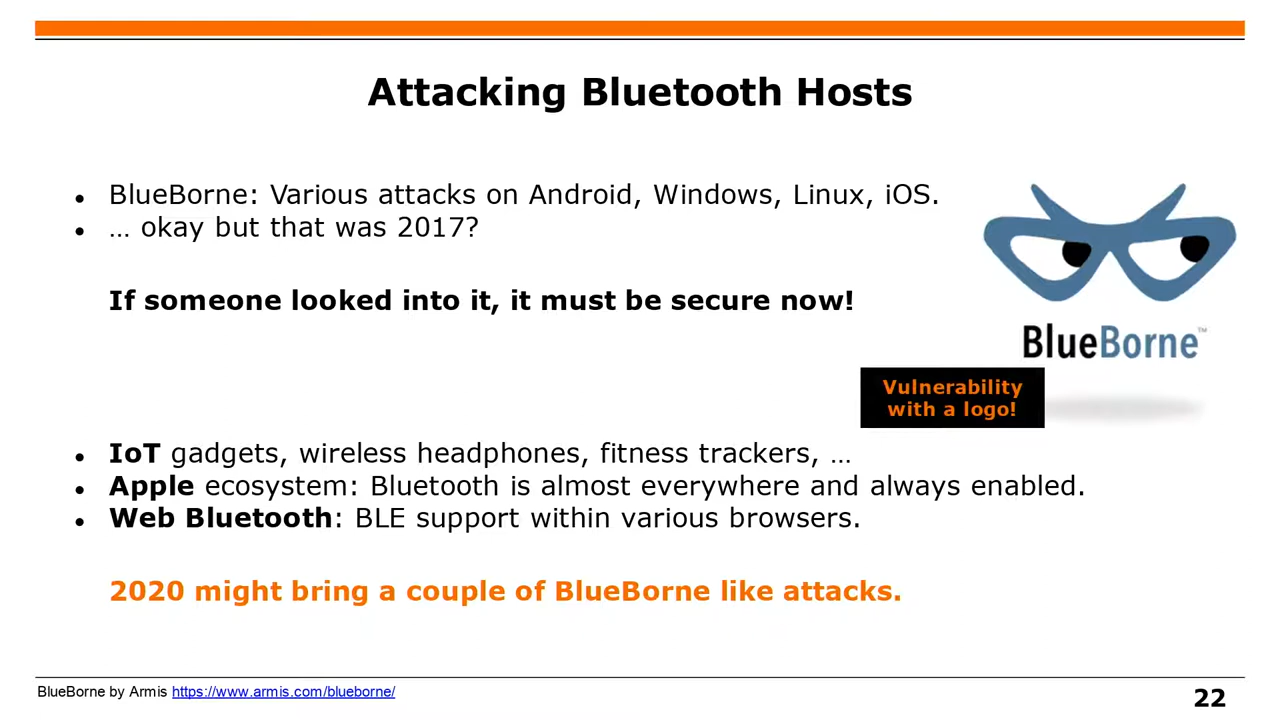 Attacking Bluetooth Hosts
● BlueBorne: Various attacks on Android, Windows, Linux, iOS.
● … okay but that was 2017?
If someone looked into it, it must be secure now!
BlueBorne™
Vulnerability
with a logo!
● IoT gadgets, wireless headphones, fitness trackers, …
● Apple ecosystem: Bluetooth is almost everywhere and always enabled.
● Web Bluetooth: BLE support within various browsers.
2020 might bring a couple of BlueBorne like attacks.
BlueBorne by Armis https://www.armis.com/blueborne/
22